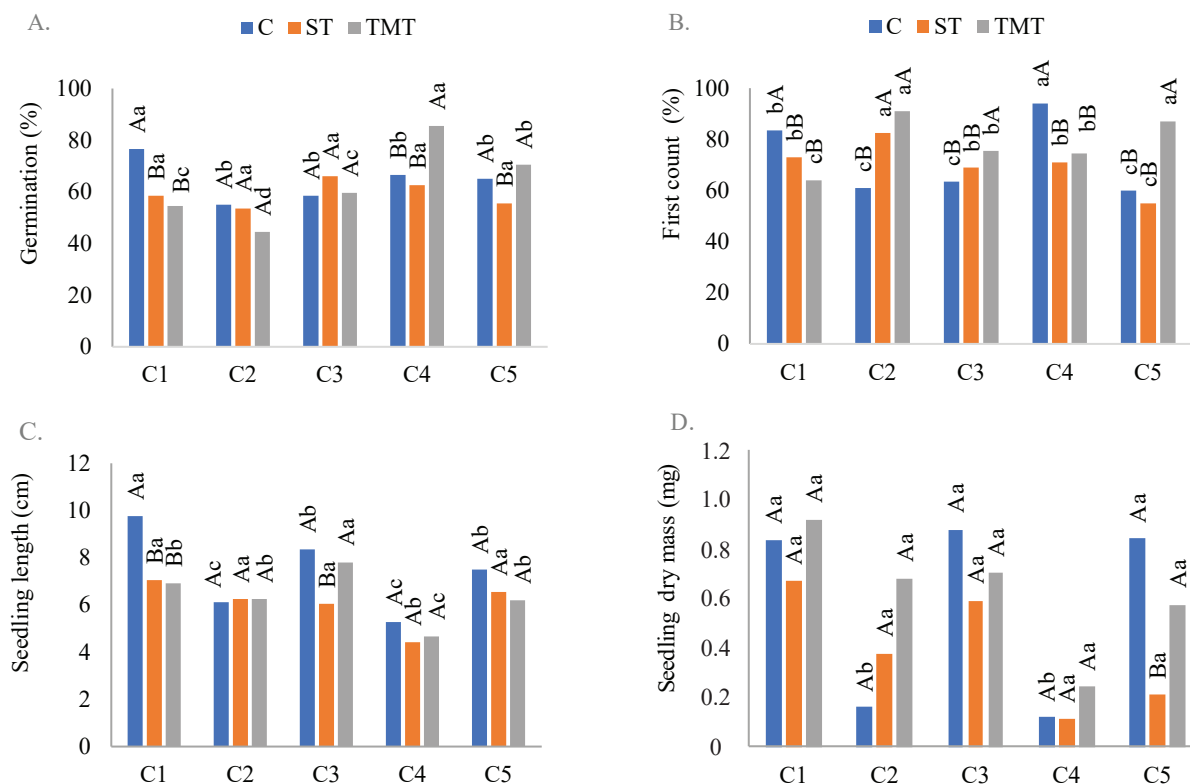 A.
C ST TMT
Germination (%)
100
80
60
40
20
0
Aa Ba Bc
Ab Aa Ad
Ab Aa Ac
Bb Ba Aa
Ab Ba Ab
C1 C2 C3 C4 C5
B.
C ST TMT
First count (%)
100
80
60
40
20
0
bA bB cB
cB aA aA
cB bB bA
aA bB bB
cB cB aA
C1 C2 C3 C4 C5
C.
Seedling length (cm)
12
10
8
6
4
2
0
Aa Ba Bb
Ac Aa Ab
Ab Ba Aa
Ac Ab Ac
Ab Aa Ab
C1 C2 C3 C4 C5
D.
Seedling dry mass (mg)
1.2
1.0
0.8
0.6
0.4
0.2
0
Aa Aa Aa
Ab Aa Aa
Aa Aa Aa
Ab Aa Aa
Aa Ba Aa
C1 C2 C3 C4 C5